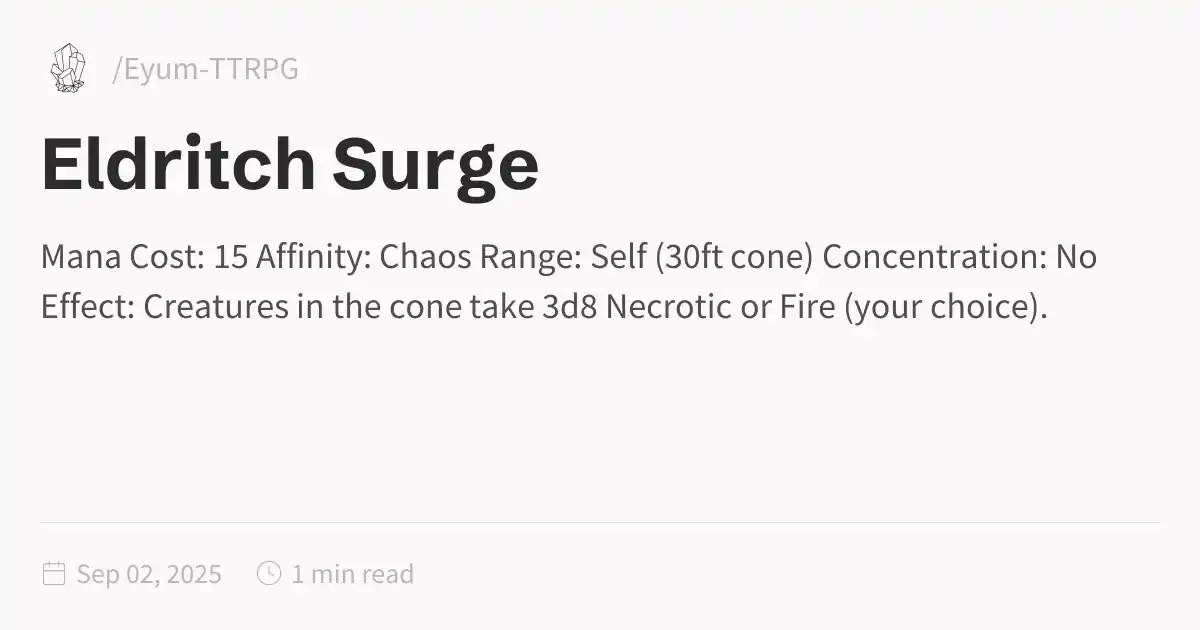 /Eyum-TTRPG
Eldritch Surge
Mana Cost: 15 Affinity: Chaos Range: Self (30ft cone) Concentration: No
Effect: Creatures in the cone take 3d8 Necrotic or Fire (your choice).
Sep 02, 2025 1 min read